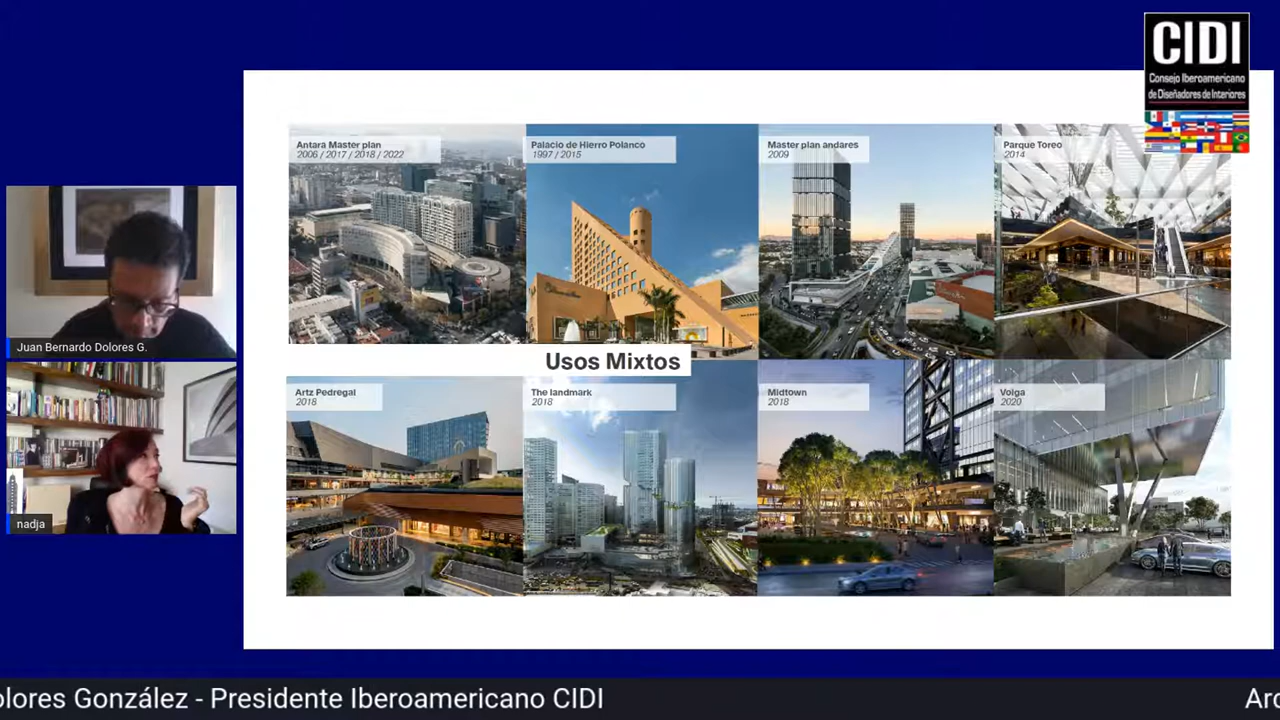 CIDI
Consejo Iberoamericano
de Diseñadores de Interiores
Antara Master plan
2006 / 2017 / 2018 / 2022
Palacio de Hierro Polanco
1997 / 2015
Master plan andares
2009
Parque Toreo
2014
Juan Bernardo Dolores G.
Usos Mixtos
Artz Pedregal
2018
The landmark
2018
Midtown
2018
Volga
2020
nadja
olores González - Presidente Iberoamericano CIDI
Arq